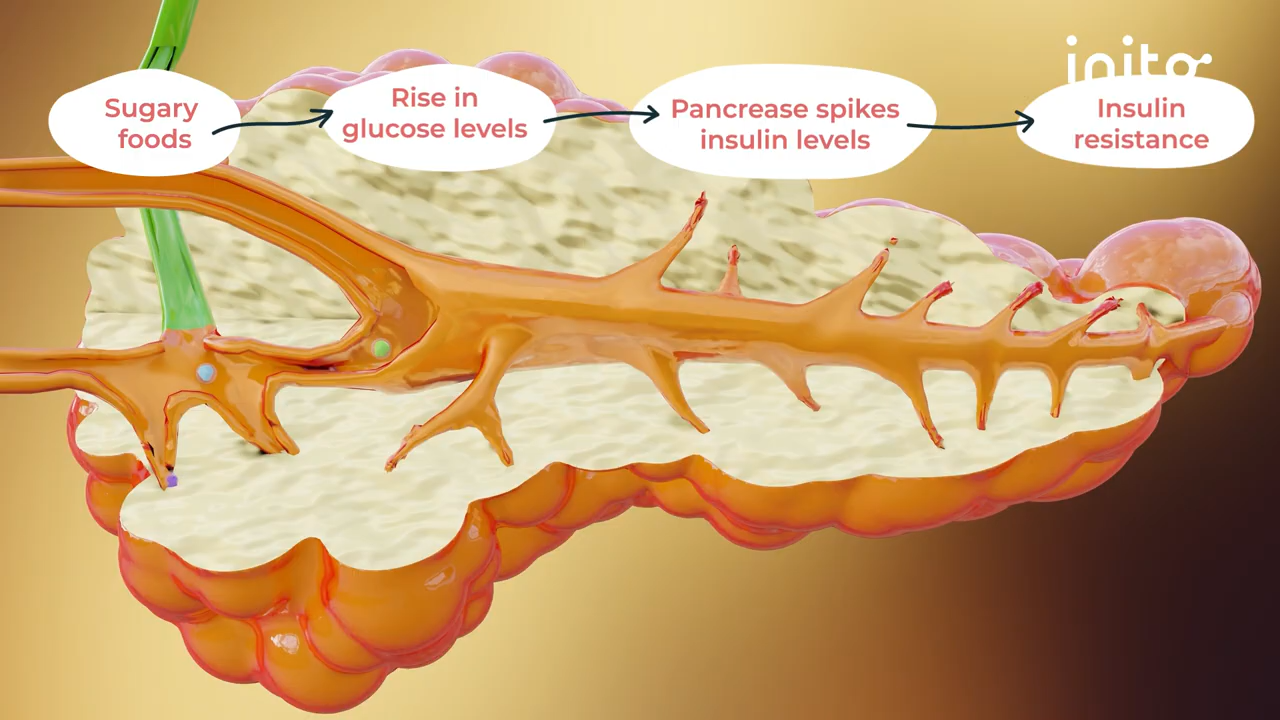 inito
Sugary
foods
Rise in
glucose levels
Pancrease spikes
insulin levels
Insulin
resistance